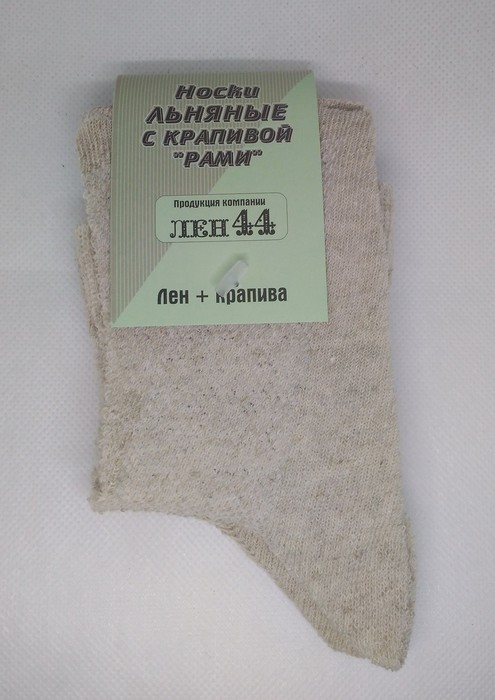 Носки
ЛЬНЯНЫЕ
С КРАПИВОЙ
"РАМИ"
Продукция компании
ЛЕН 44
Лен + крапива